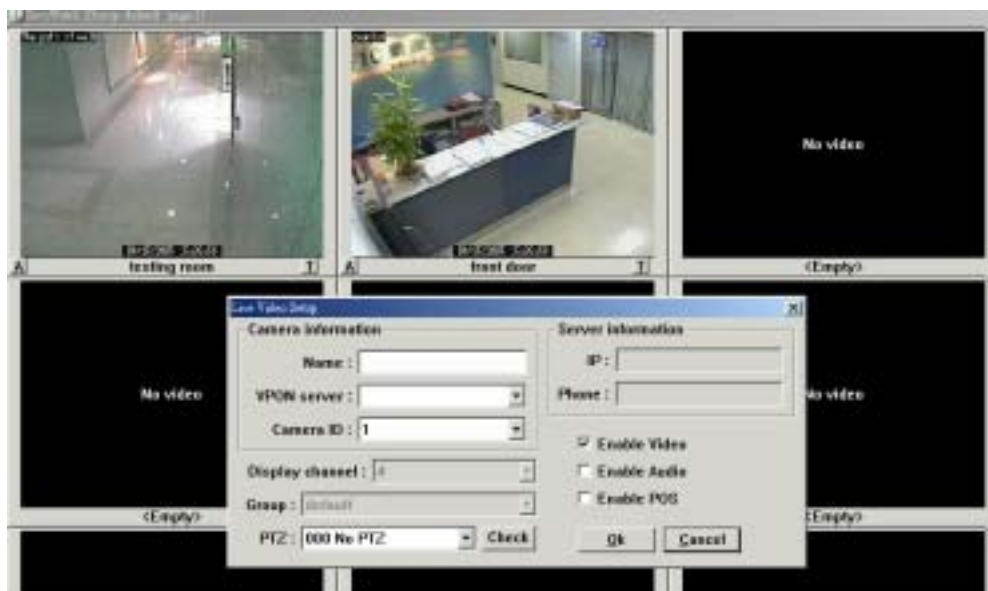 No video
A testing room T
A front door T
<Empty>
Live Video Setup
Camera information
Name :
VPON server :
Camera ID : 1
Display channel : 4
Group : default
PTZ : 000 No PTZ Check
Server information
IP :
Phone :
Enable Video
Enable Audio
Enable POS
Ok Cancel
No video
No video
<Empty>
<Empty>